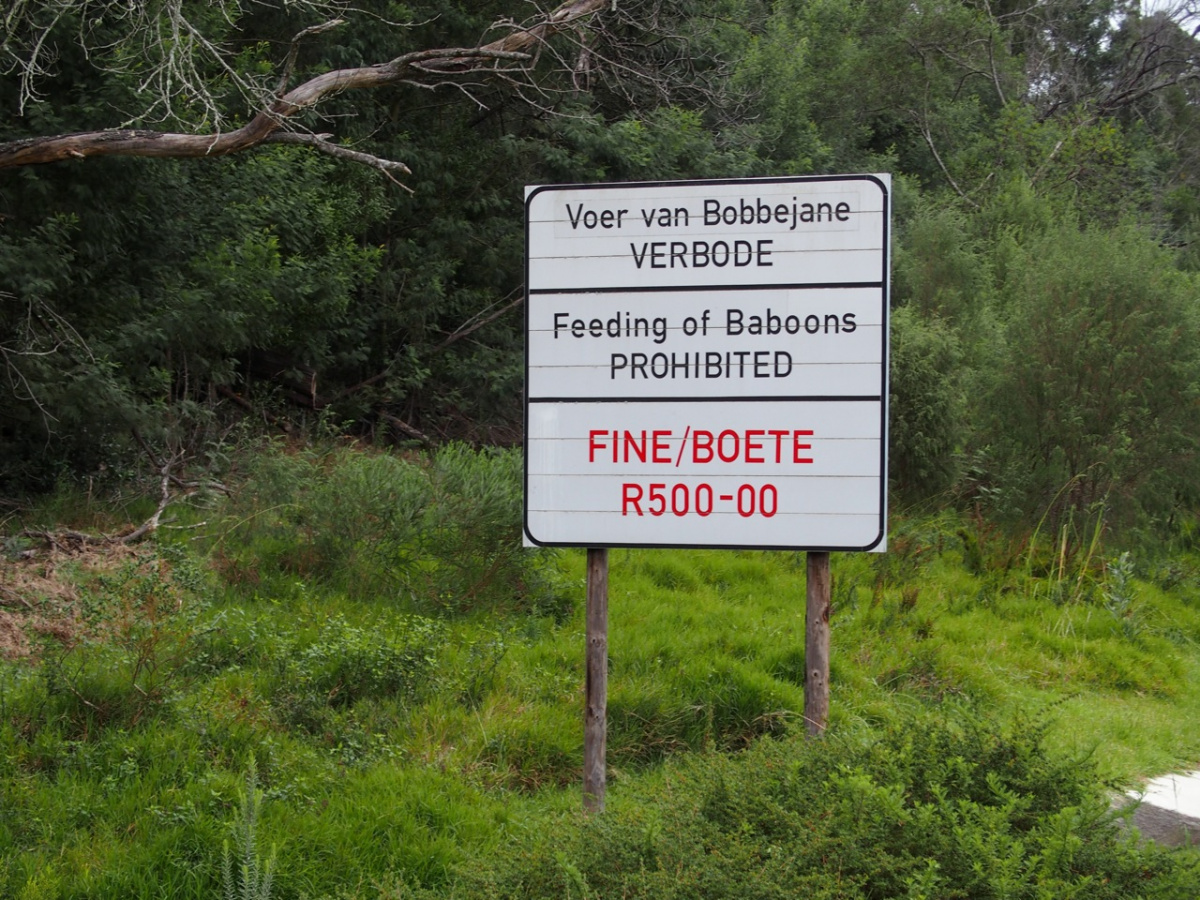 Voer van Bobbejane
VERBODE
Feeding of Baboons
PROHIBITED
FINE/BOETE
R500-00